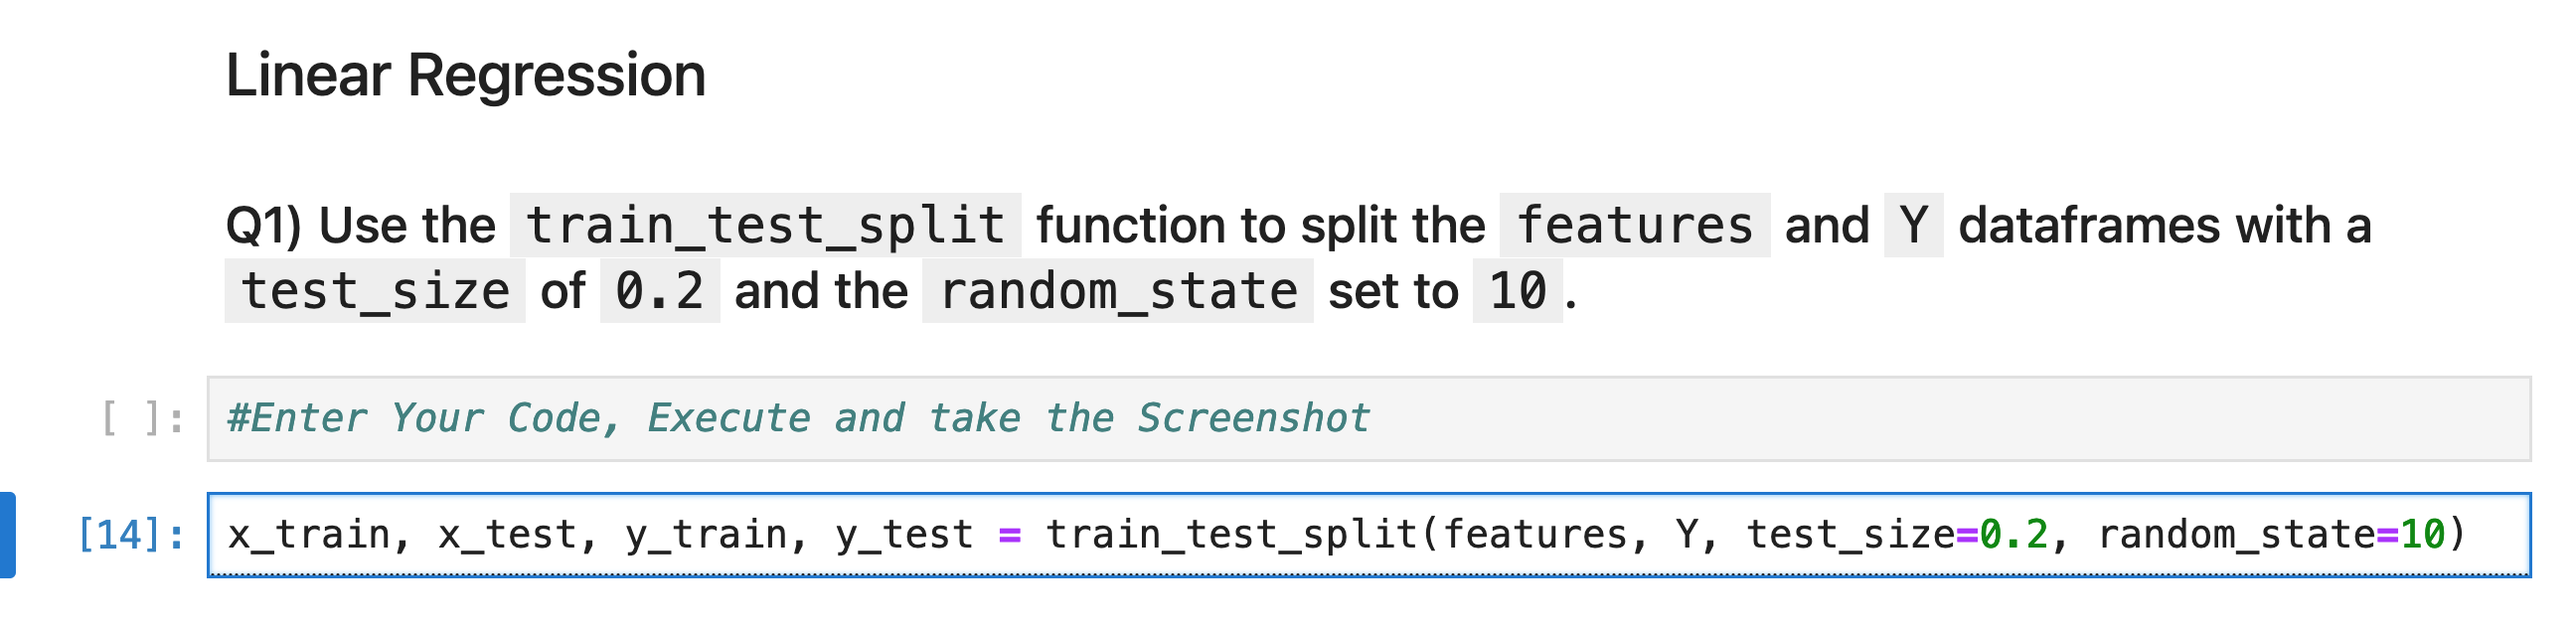 Linear Regression
Q1) Use the train_test_split function to split the features and Y dataframes with a
test_size of 0.2 and the random_state set to 10.
[ ]: #Enter Your Code, Execute and take the Screenshot
[14]: x_train, x_test, y_train, y_test = train_test_split(features, Y, test_size=0.2, random_state=10)